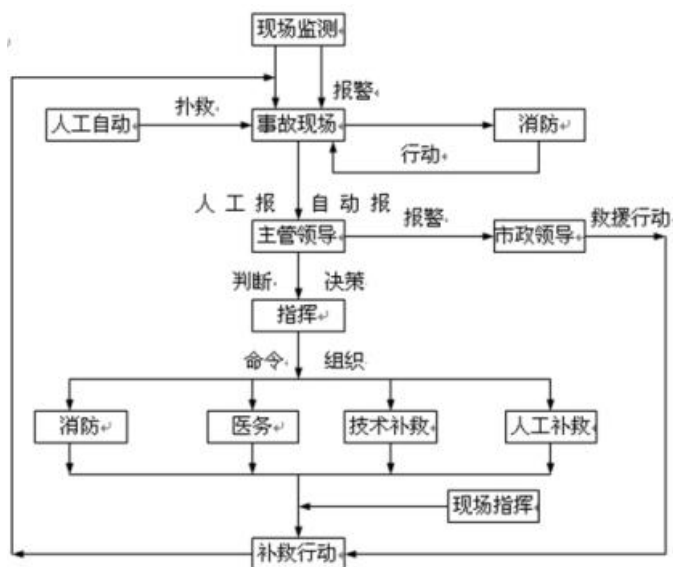 现场监测
报警
扑救
人工自动
事故现场
消防
行动
人 工 报 自 动 报
报警
救援行动
主管领导
市政领导
判断 决策
指挥
命令 组织
消防
医务
技术补救
人工补救
现场指挥
补救行动